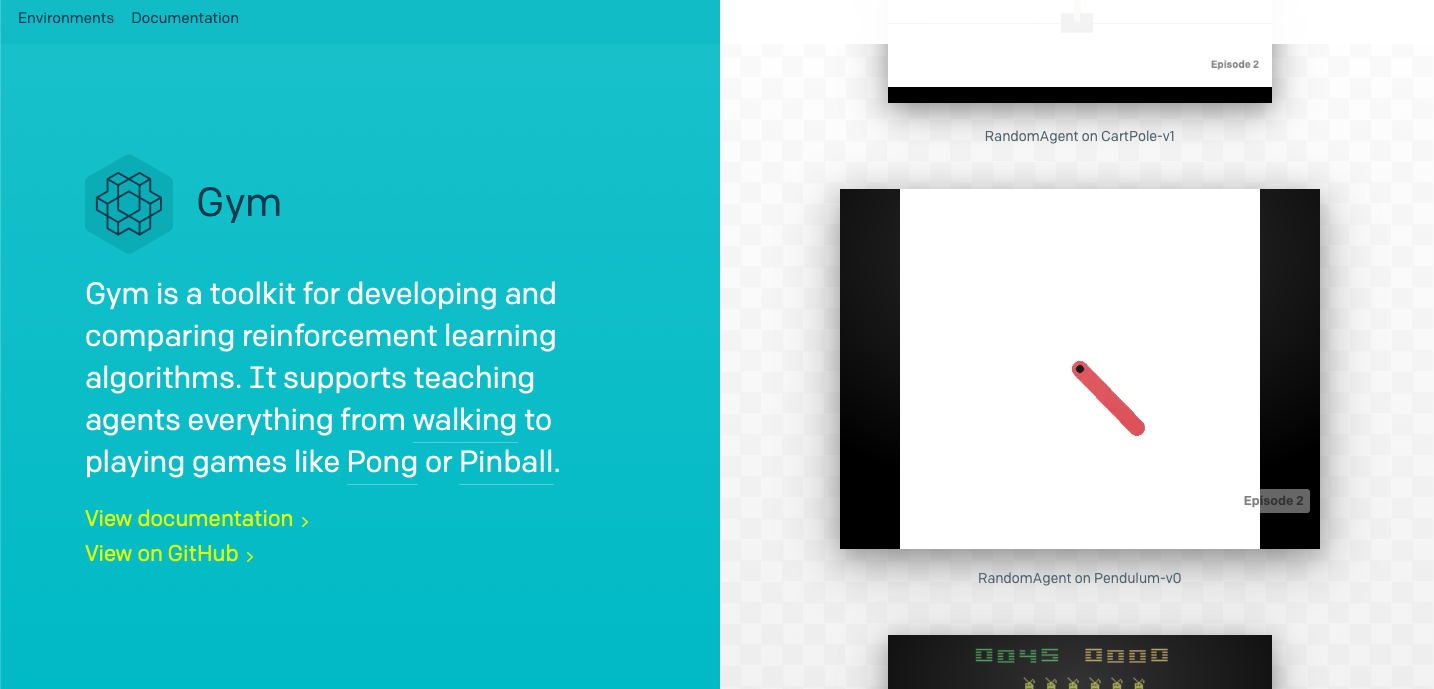 Environments Documentation
Gym
Gym is a toolkit for developing and
comparing reinforcement learning
algorithms. It supports teaching
agents everything from walking to
playing games like Pong or Pinball.
View documentation >
View on GitHub >
Episode 2
RandomAgent on CartPole-v1
Episode 2
RandomAgent on Pendulum-v0
0045 0000